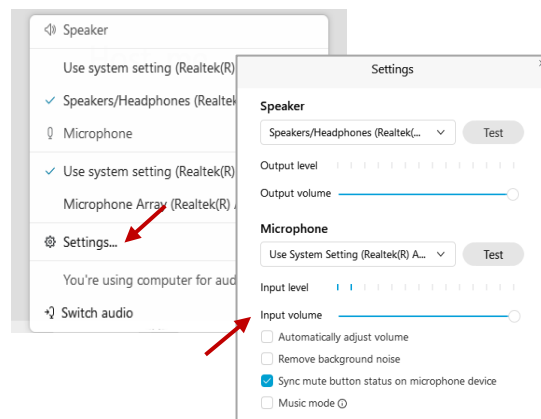 Speaker
Use system setting (Realtek(R)
Speakers/Headphones (Realtek
Microphone
Use system setting (Realtek(R)
Microphone Array (Realtek(R)
Settings...
You're using computer for aud
Switch audio
Settings
Speaker
Speakers/Headphones (Realtek(... Test
Output level
Output volume
Microphone
Use System Setting (Realtek(R) A... Test
Input level
Input volume
Automatically adjust volume
Remove background noise
Sync mute button status on microphone device
Music mode